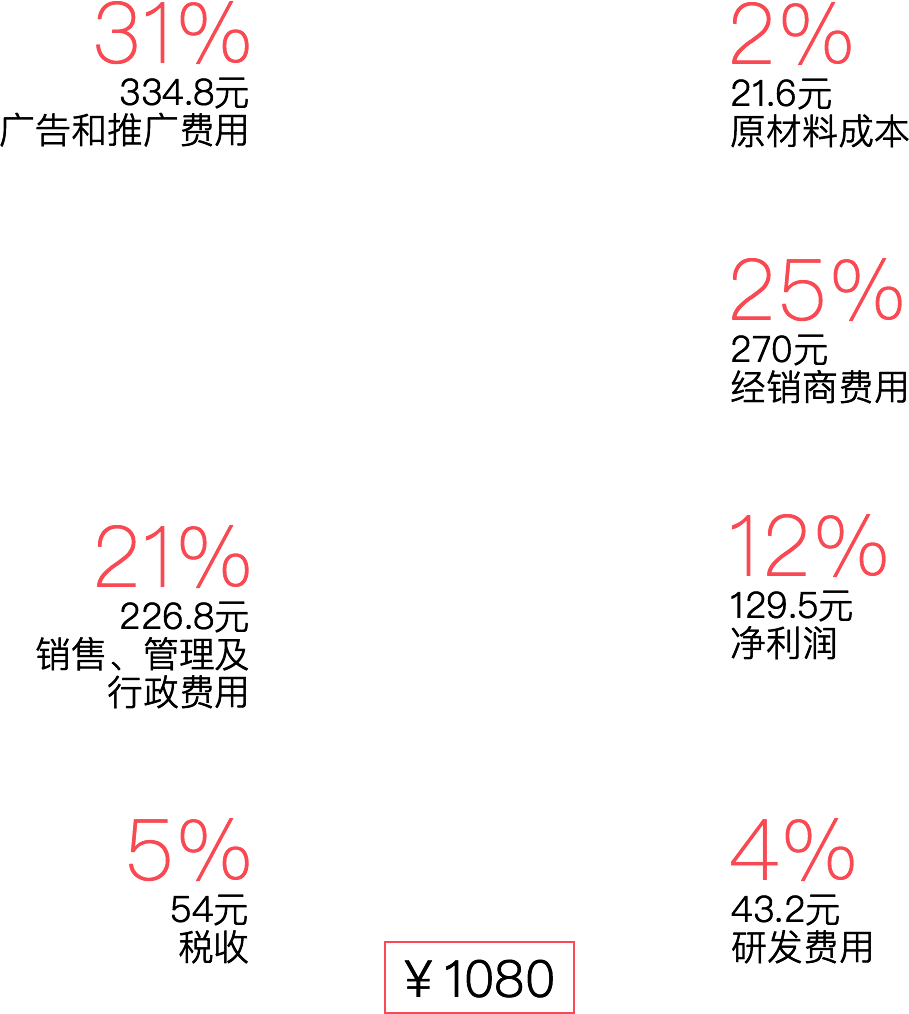 31%
334.8元
广告和推广费用
2%
21.6元
原材料成本
25%
270元
经销商费用
21%
226.8元
销售、管理及
行政费用
12%
129.5元
净利润
5%
54元
税收
4%
43.2元
研发费用
¥1080